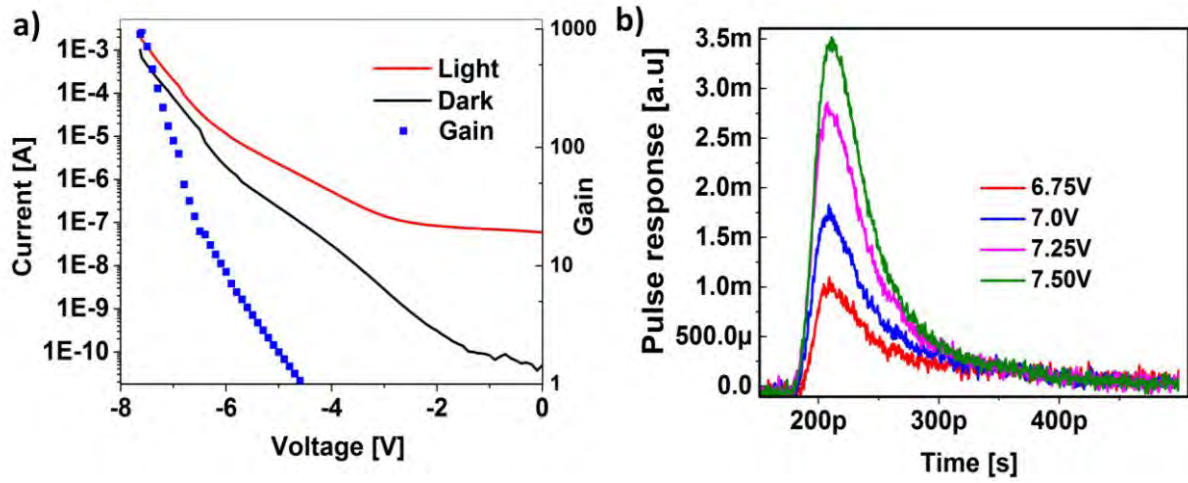 a)
Current [A]
1E-3
1E-4
1E-5
1E-6
1E-7
1E-8
1E-9
1E-10
Light
Dark
Gain
1000
100
10
1
Gain
-8
-6
-4
-2
0
Voltage [V]
b)
Pulse response [a.u]
3.5m
3.0m
2.5m
2.0m
1.5m
1.0m
500.0µ
0.0
6.75V
7.0V
7.25V
7.50V
200p
300p
400p
Time [s]